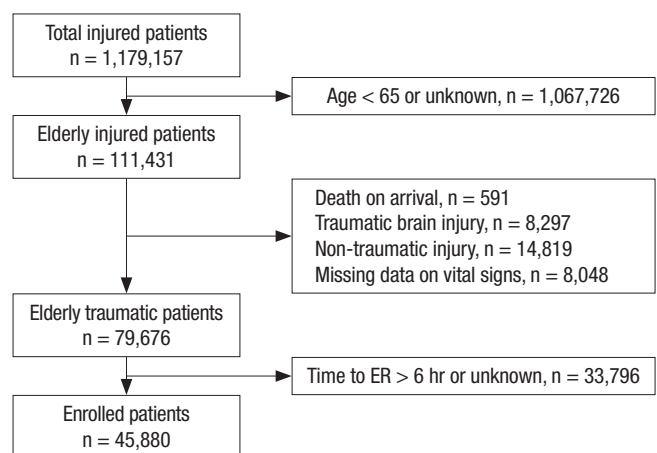 Total injured patients
n = 1,179,157
Age < 65 or unknown, n = 1,067,726
Elderly injured patients
n = 111,431
Death on arrival, n = 591
Traumatic brain injury, n = 8,297
Non-traumatic injury, n = 14,819
Missing data on vital signs, n = 8,048
Elderly traumatic patients
n = 79,676
Time to ER > 6 hr or unknown, n = 33,796
Enrolled patients
n = 45,880